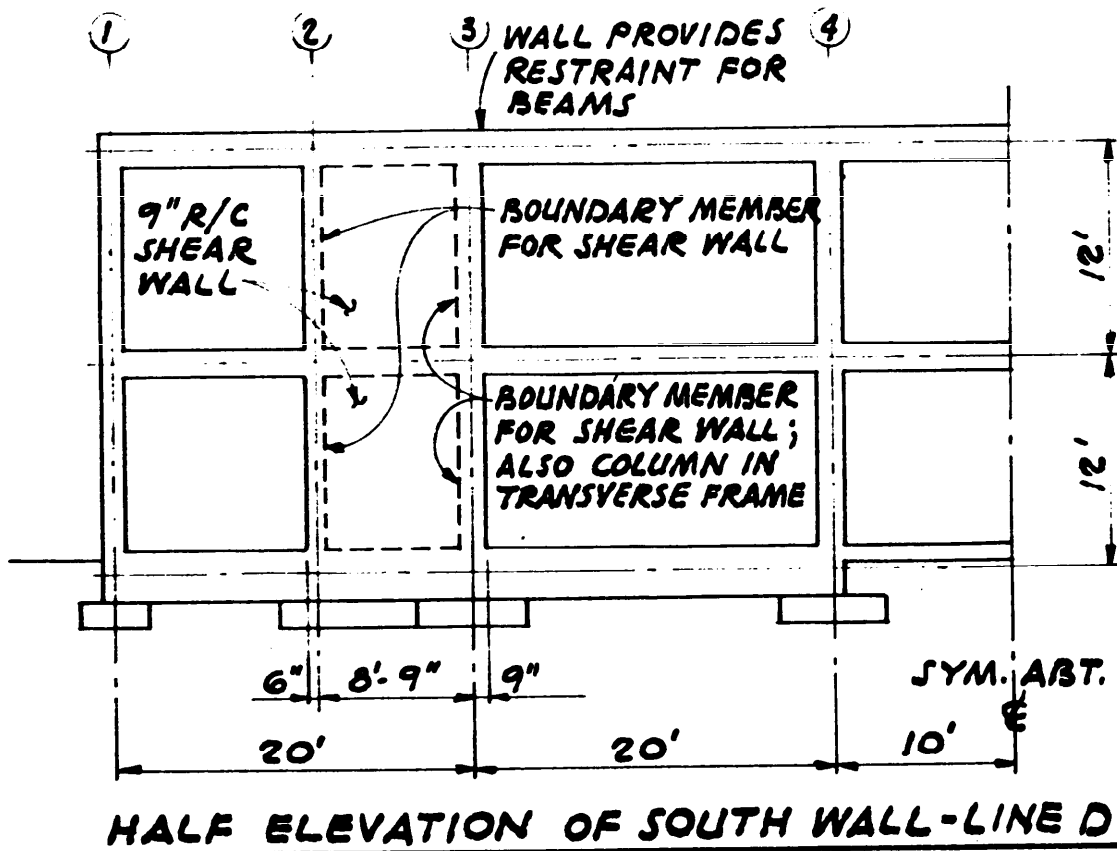 1 2 3 4
WALL PROVIDES
RESTRAINT FOR
BEAMS
9" R/C
SHEAR
WALL
BOUNDARY MEMBER
FOR SHEAR WALL
12'
BOUNDARY MEMBER
FOR SHEAR WALL;
ALSO COLUMN IN
TRANSVERSE FRAME
12'
6" 8'-9" 9"
SYM. ABT.
℄
20' 20' 10'
HALF ELEVATION OF SOUTH WALL-LINE D